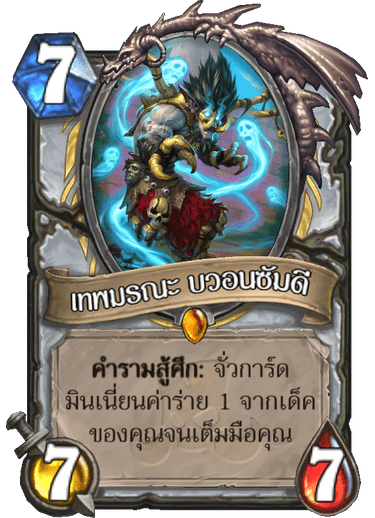 7
เทพมรณะ บวอนซัมดี
คำรามสู้ศึก: จั่วการ์ด
มินเนี่ยนค่าร่าย 1 จากเด็ค
ของคุณจนเต็มมือคุณ
7
7